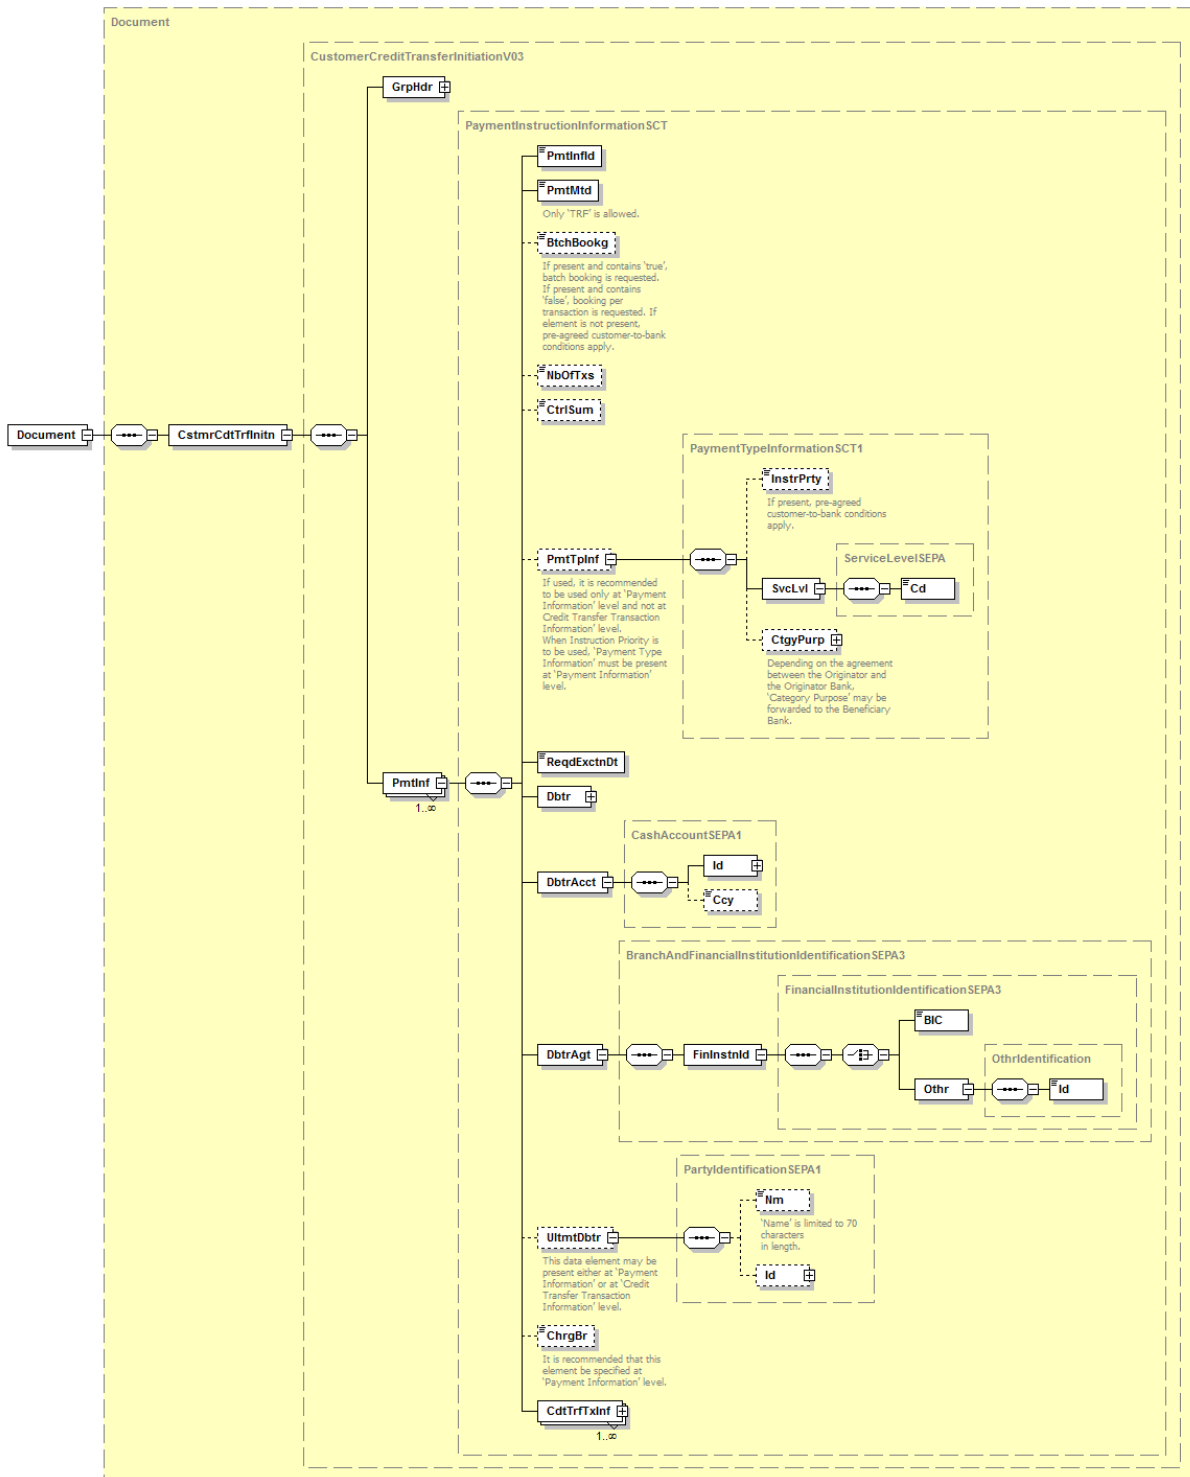 Document
CustomerCreditTransferInitiationV03
GrpHdr
PaymentInstructionInformationSCT
PmtInfId
PmtMtd
Only 'TRF' is allowed.
BtchBookg
If present and contains 'true',
batch booking is requested.
If present and contains
'false', booking per
transaction is requested. If
element is not present,
pre-agreed customer-to-bank
conditions apply.
NbOfTxs
CtrlSum
Document
CstmrCdtTrfInitn
PaymentTypeInformationSCT1
InstrPrty
If present, pre-agreed
customer-to-bank conditions
apply.
PmtTpInf
If used, it is recommended
to be used only at 'Payment
Information' level and not at
Credit Transfer Transaction
Information' level.
When Instruction Priority is
to be used, 'Payment Type
Information' must be present
at 'Payment Information'
level.
ServiceLevelSEPA
SvcLvl
Cd
CtgyPurp
Depending on the agreement
between the Originator and
the Originator Bank,
'Category Purpose' may be
forwarded to the Beneficiary
Bank.
ReqdExctnDt
PmtInf
1..∞
Dbtr
CashAccountSEPA1
DbtrAcct
Id
Ccy
BranchAndFinancialInstitutionIdentificationSEPA3
FinancialInstitutionIdentificationSEPA3
BIC
DbtrAgt
FinInstnId
OthrIdentification
Othr
Id
PartyIdentificationSEPA1
Nm
'Name' is limited to 70
characters
in length.
UltmtDbtr
This data element may be
present either at 'Payment
Information' or at 'Credit
Transfer Transaction
Information' level.
Id
ChrgBr
It is recommended that this
element be specified at
'Payment Information' level.
CdtTrfTxInf
1..∞